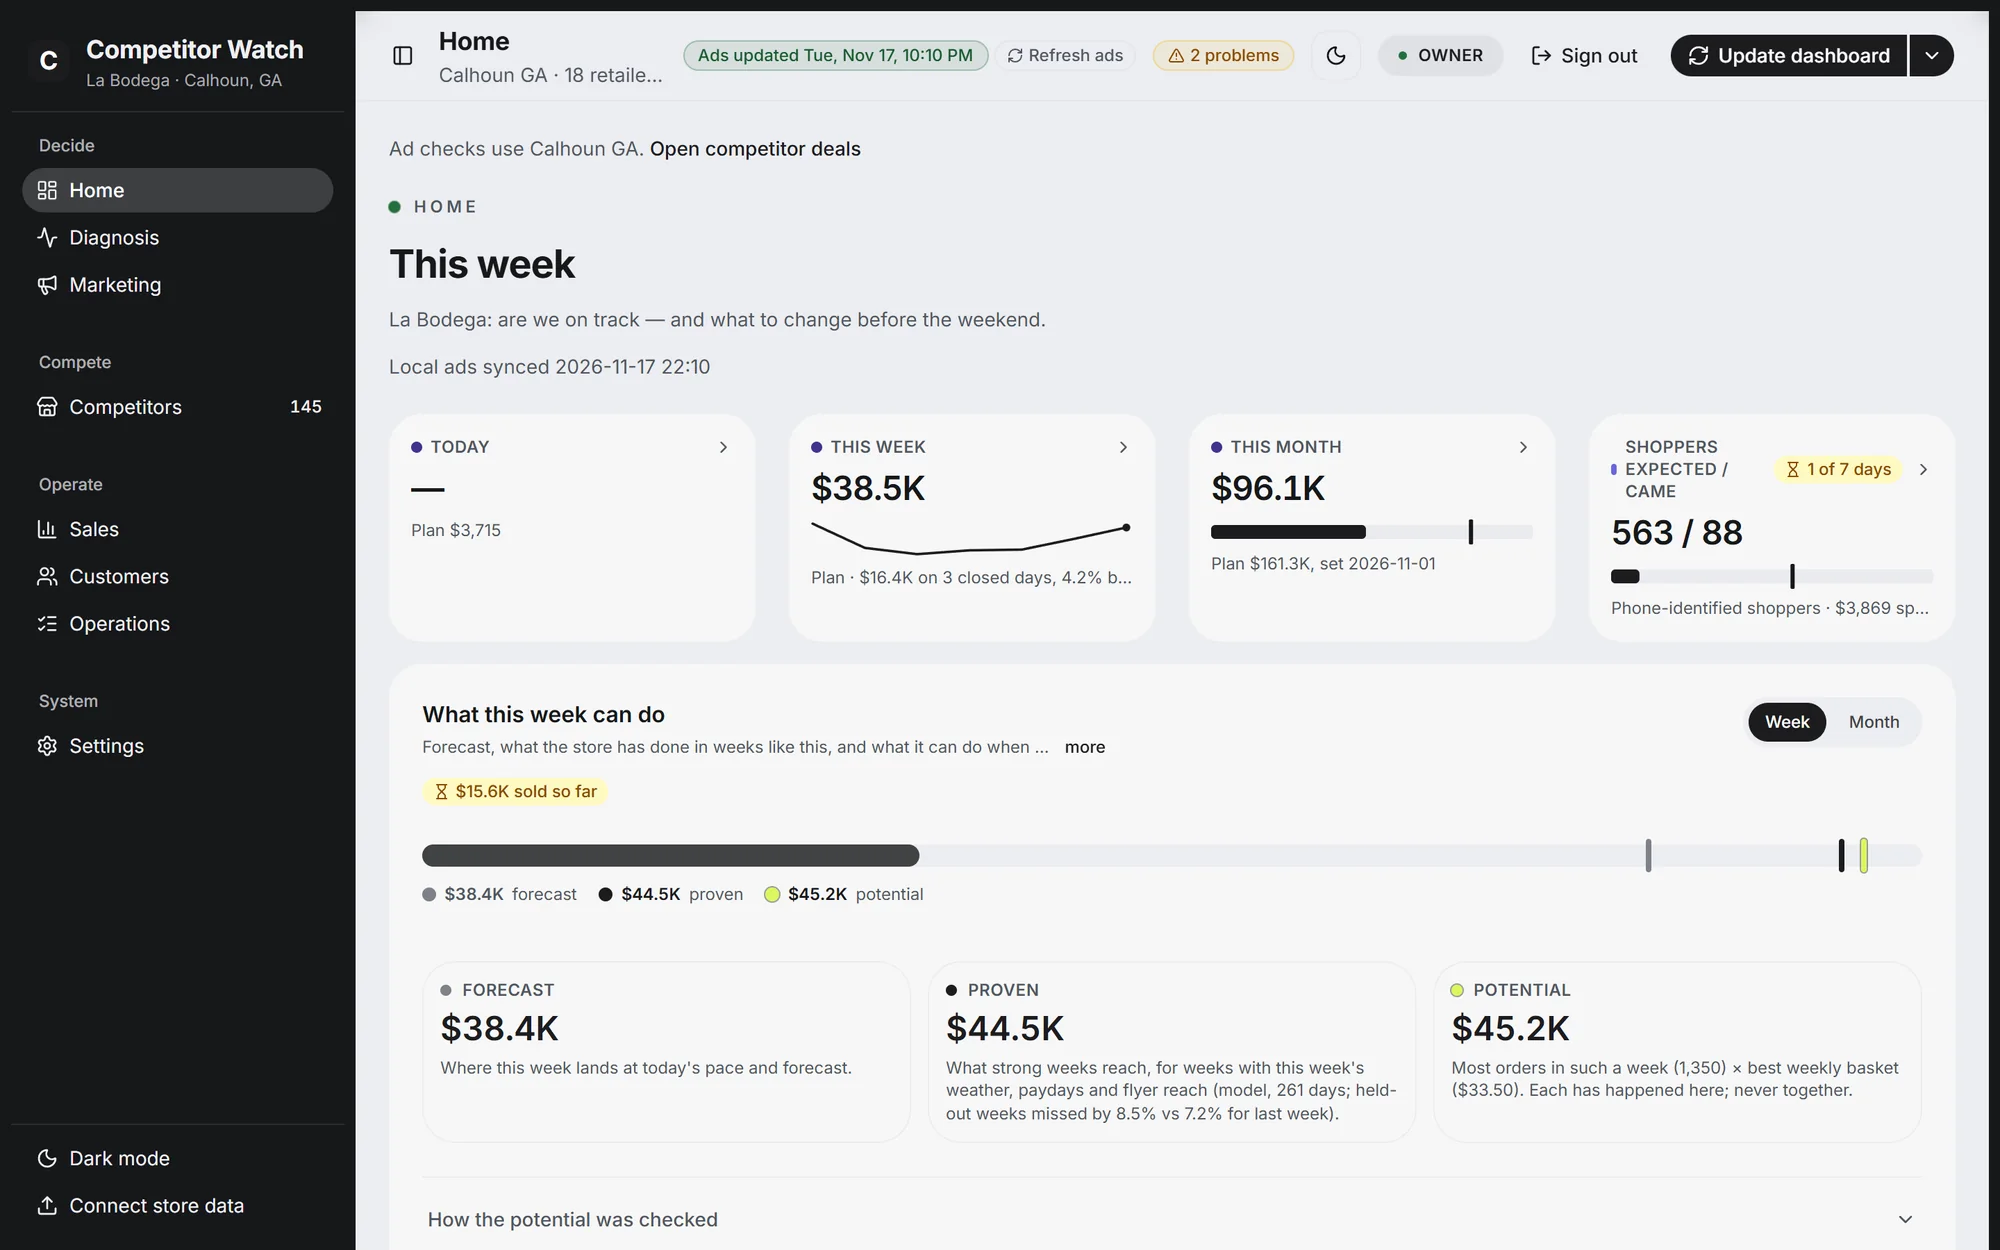 C
Competitor Watch
La Bodega · Calhoun, GA
Decide
Home
Diagnosis
Marketing
Compete
Competitors 145
Operate
Sales
Customers
Operations
System
Settings
Dark mode
Connect store data
Home
Calhoun GA · 18 retaile...
Ads updated Tue, Nov 17, 10:10 PM
Refresh ads
2 problems
OWNER
Sign out
Update dashboard
Ad checks use Calhoun GA. Open competitor deals
HOME
This week
La Bodega: are we on track — and what to change before the weekend.
Local ads synced 2026-11-17 22:10
TODAY
—
Plan $3,715
THIS WEEK
$38.5K
Plan · $16.4K on 3 closed days, 4.2% b...
THIS MONTH
$96.1K
Plan $161.3K, set 2026-11-01
SHOPPERS
EXPECTED /
CAME
1 of 7 days
563 / 88
Phone-identified shoppers · $3,869 sp...
What this week can do
Forecast, what the store has done in weeks like this, and what it can do when ... more
Week
Month
$15.6K sold so far
$38.4K forecast
$44.5K proven
$45.2K potential
FORECAST
$38.4K
Where this week lands at today's pace and forecast.
PROVEN
$44.5K
What strong weeks reach, for weeks with this week's
weather, paydays and flyer reach (model, 261 days; held-
out weeks missed by 8.5% vs 7.2% for last week).
POTENTIAL
$45.2K
Most orders in such a week (1,350) × best weekly basket
($33.50). Each has happened here; never together.
How the potential was checked